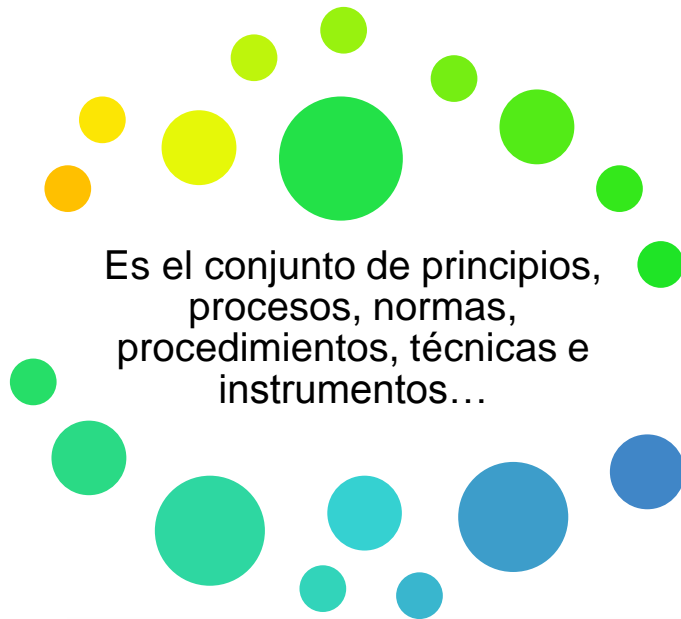 Es el conjunto de principios,
procesos, normas,
procedimientos, técnicas e
instrumentos…